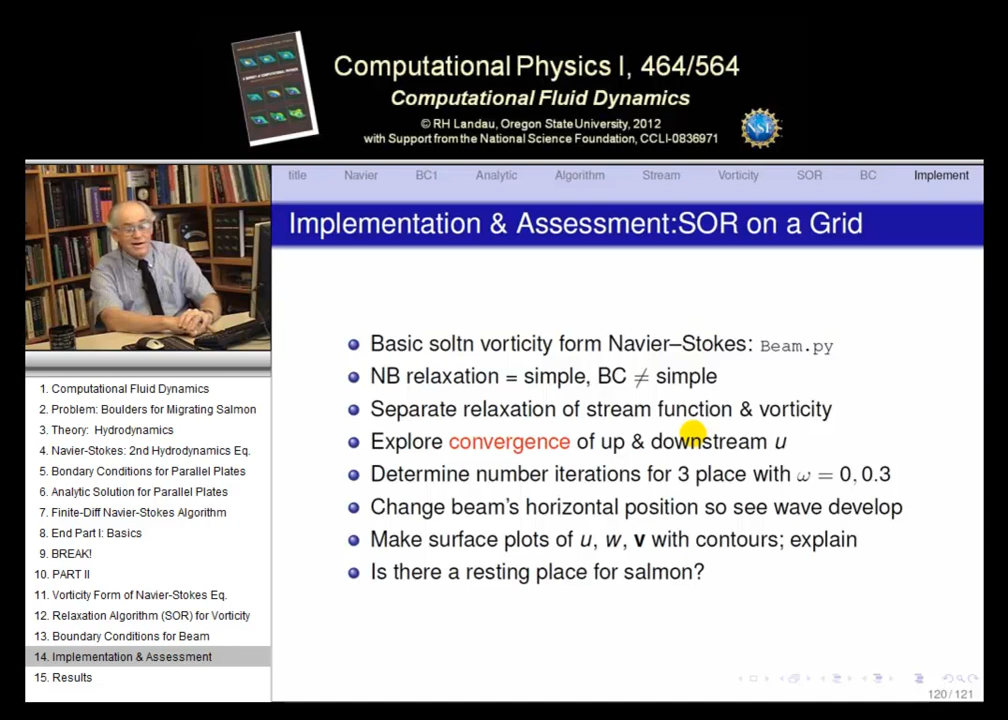 Computational Physics I, 464/564
Computational Fluid Dynamics
© RH Landau, Oregon State University, 2012
with Support from the National Science Foundation, CCLI-0836971
NSF
title Navier BC1 Analytic Algorithm Stream Vorticity SOR BC Implement
Implementation & Assessment:SOR on a Grid
Basic soltn vorticity form Navier–Stokes: Beam.py
NB relaxation = simple, BC ≠ simple
Separate relaxation of stream function & vorticity
Explore convergence of up & downstream u
Determine number iterations for 3 place with ω = 0, 0.3
Change beam's horizontal position so see wave develop
Make surface plots of u, w, v with contours; explain
Is there a resting place for salmon?
120/121
1. Computational Fluid Dynamics
2. Problem: Boulders for Migrating Salmon
3. Theory: Hydrodynamics
4. Navier-Stokes: 2nd Hydrodynamics Eq.
5. Bondary Conditions for Parallel Plates
6. Analytic Solution for Parallel Plates
7. Finite-Diff Navier-Stokes Algorithm
8. End Part I: Basics
9. BREAK!
10. PART II
11. Vorticity Form of Navier-Stokes Eq.
12. Relaxation Algorithm (SOR) for Vorticity
13. Boundary Conditions for Beam
14. Implementation & Assessment
15. Results